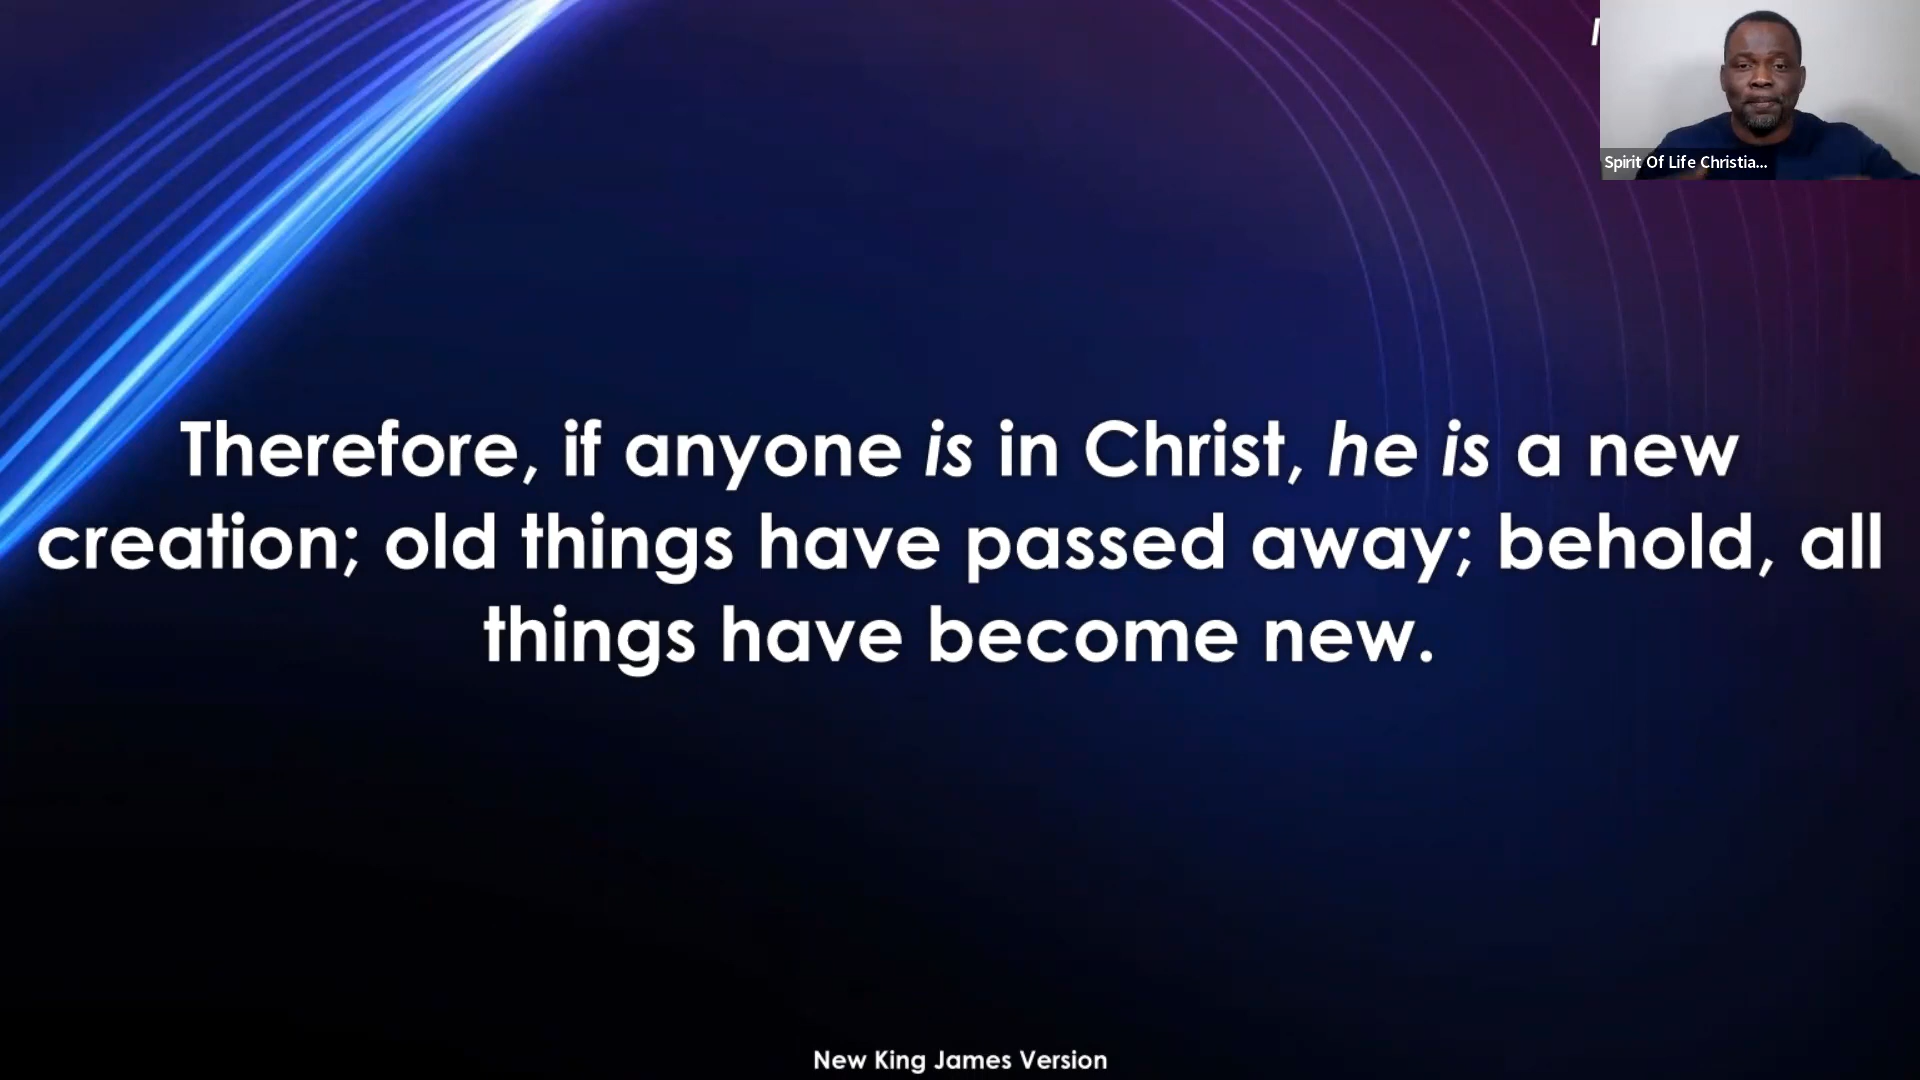 Spirit Of Life Christia...
Therefore, if anyone is in Christ, he is a new
creation; old things have passed away; behold, all
things have become new.
New King James Version